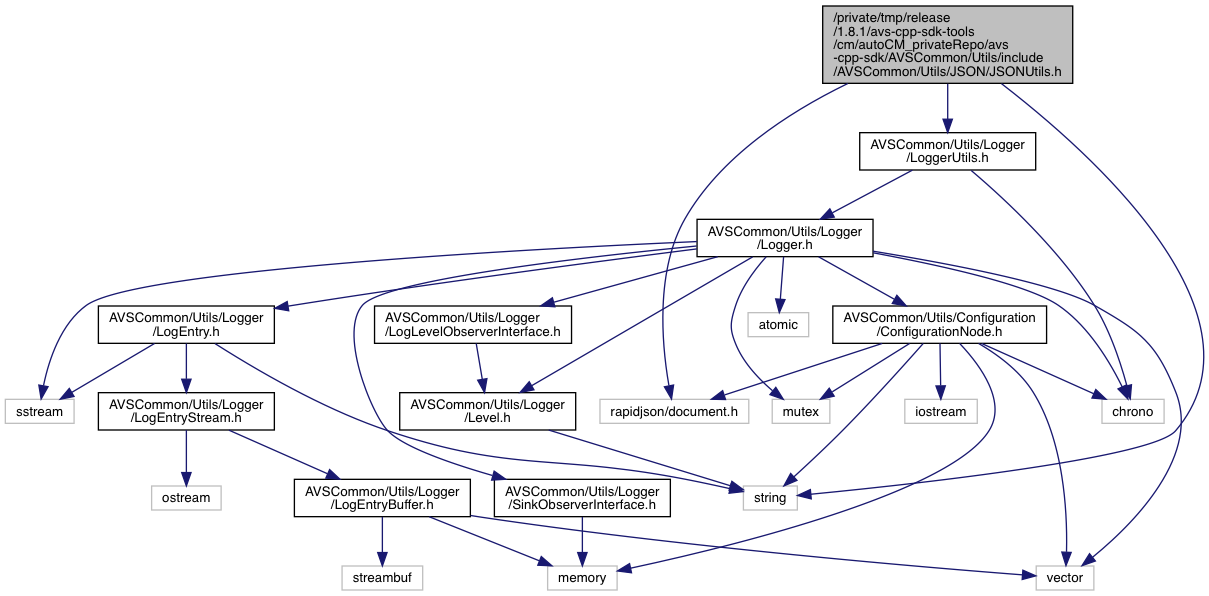 /private/tmp/release
/1.8.1/avs-cpp-sdk-tools
/cm/autoCM_privateRepo/avs
-cpp-sdk/AVSCommon/Utils/include
/AVSCommon/Utils/JSON/JSONUtils.h
AVSCommon/Utils/Logger
/LoggerUtils.h
AVSCommon/Utils/Logger
/Logger.h
AVSCommon/Utils/Logger
/LogEntry.h
AVSCommon/Utils/Logger
/LogLevelObserverInterface.h
atomic
AVSCommon/Utils/Configuration
/ConfigurationNode.h
sstream
AVSCommon/Utils/Logger
/LogEntryStream.h
AVSCommon/Utils/Logger
/Level.h
rapidjson/document.h
mutex
iostream
chrono
ostream
AVSCommon/Utils/Logger
/LogEntryBuffer.h
AVSCommon/Utils/Logger
/SinkObserverInterface.h
string
streambuf
memory
vector